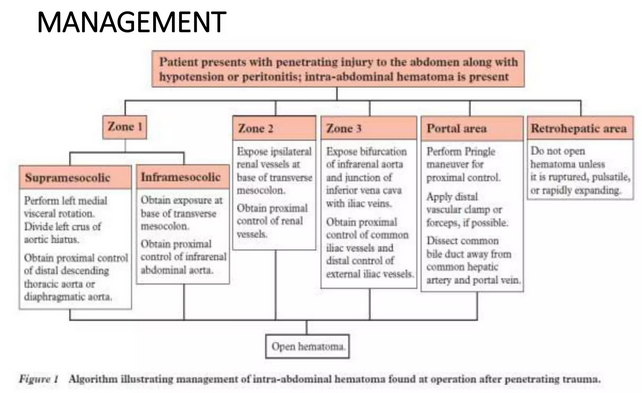 MANAGEMENT
Patient presents with penetrating injury to the abdomen along with
hypotension or peritonitis; intra-abdominal hematoma is present
Zone 1
Supramesocolic
Perform left medial
visceral rotation.
Divide left crus of
aortic hiatus.
Obtain proximal control
of distal descending
thoracic aorta or
diaphragmatic aorta.
Inframesocolic
Obtain exposure at
base of transverse
mesocolon.
Obtain proximal
control of infrarenal
abdominal aorta.
Zone 2
Expose ipsilateral
renal vessels at
base of transverse
mesocolon.
Obtain proximal
control of renal
vessels.
Zone 3
Expose bifurcation
of infrarenal aorta
and junction of
inferior vena cava
with iliac veins.
Obtain proximal
control of common
iliac vessels and
distal control of
external iliac vessels.
Portal area
Perform Pringle
maneuver for
proximal control.
Apply distal
vascular clamp or
forceps, if possible.
Dissect common
bile duct away from
common hepatic
artery and portal vein.
Retrohepatic area
Do not open
hematoma unless
it is ruptured, pulsatile,
or rapidly expanding.
Open hematoma.
Figure 1 Algorithm illustrating management of intra-abdominal hematoma found at operation after penetrating trauma.